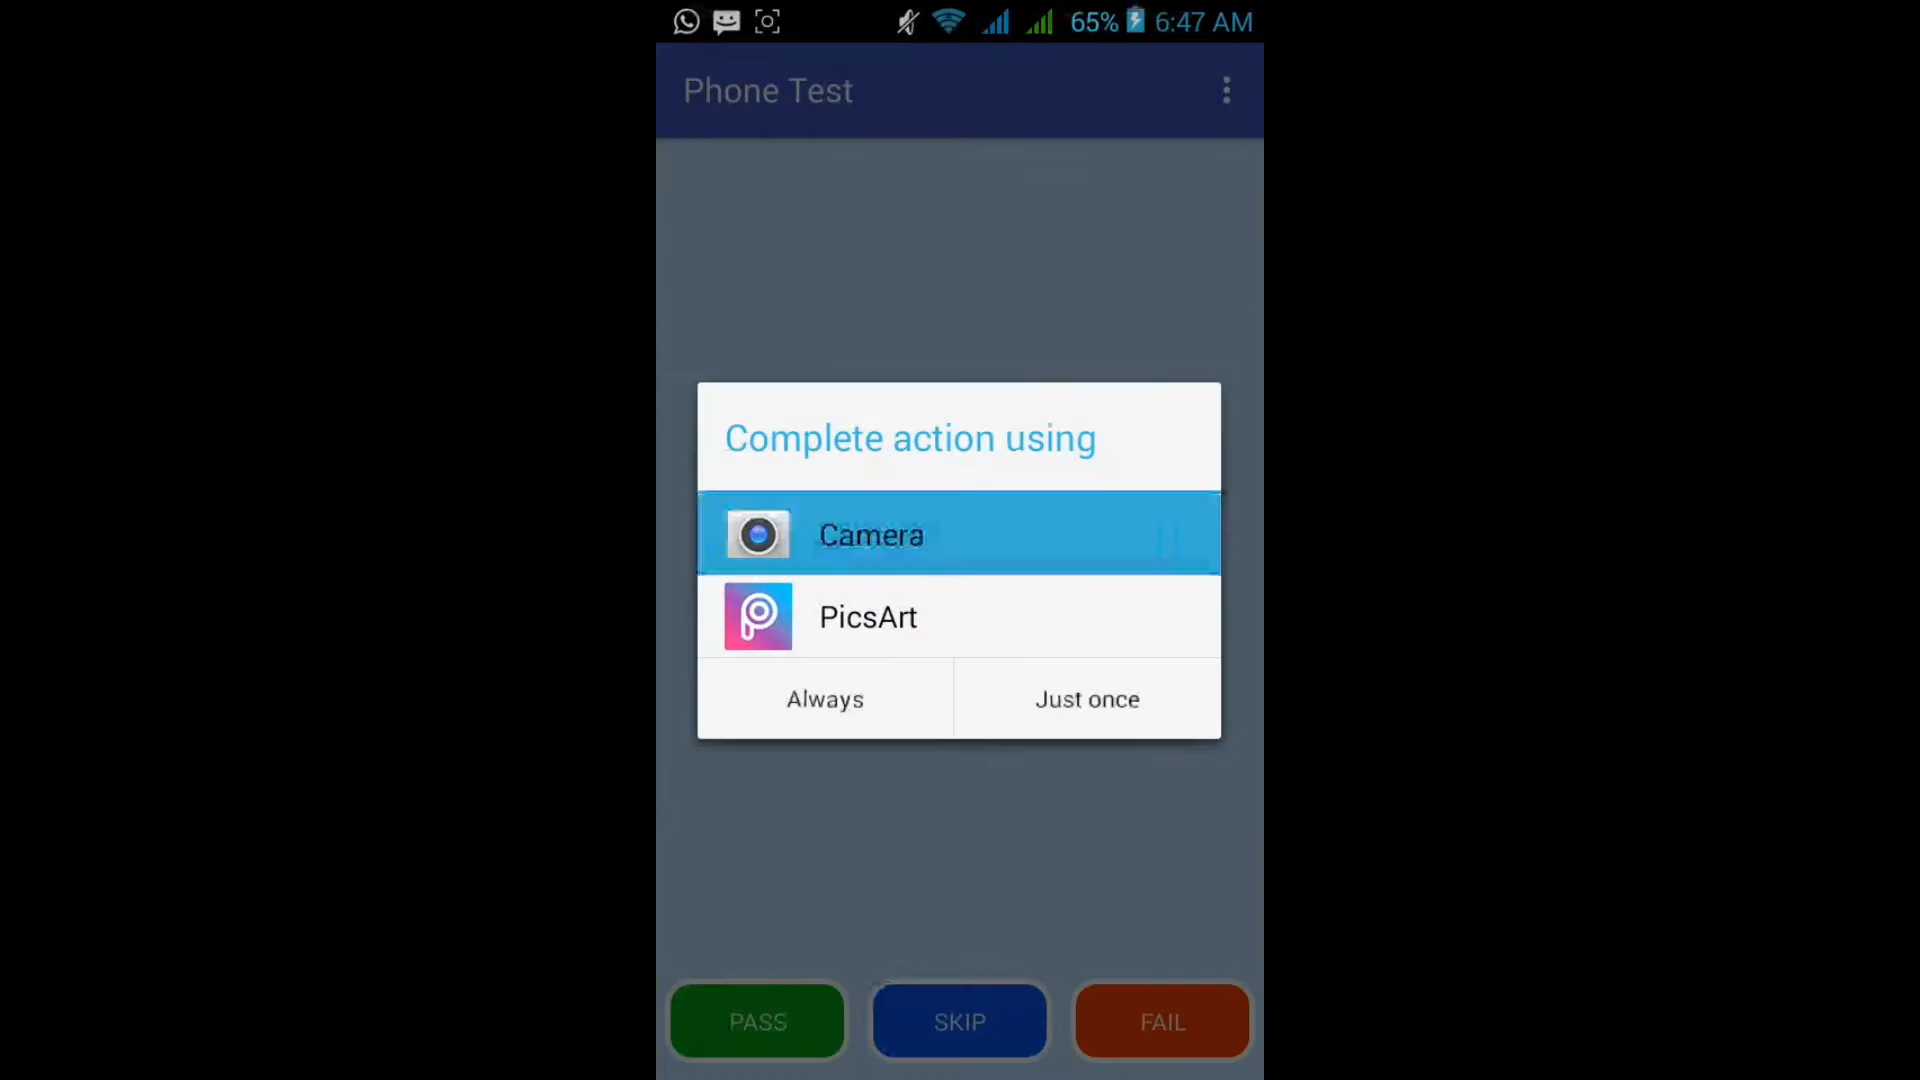 65% 6:47 AM
Phone Test
Complete action using
Camera
PicsArt
Always Just once
PASS SKIP FAIL